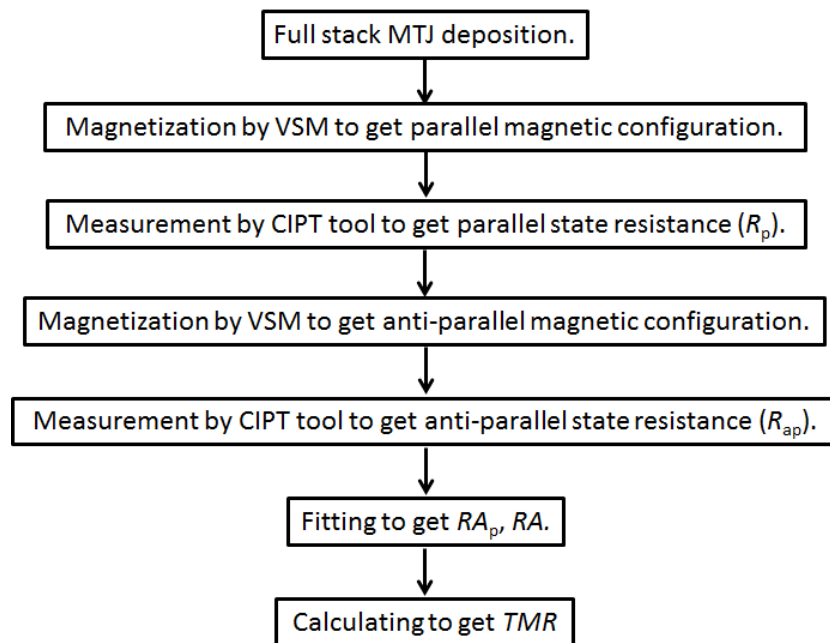 Full stack MTJ deposition.
Magnetization by VSM to get parallel magnetic configuration.
Measurement by CIPT tool to get parallel state resistance (Rp).
Magnetization by VSM to get anti-parallel magnetic configuration.
Measurement by CIPT tool to get anti-parallel state resistance (Rap).
Fitting to get RAp, RA.
Calculating to get TMR